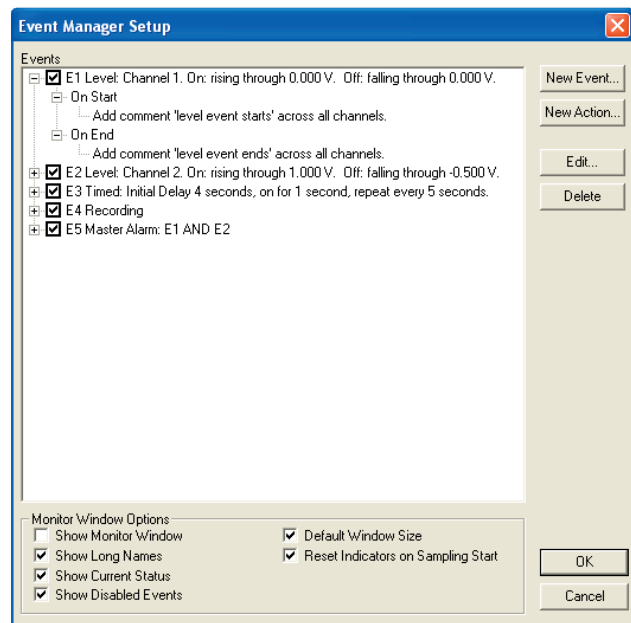 Event Manager Setup
Events
E1 Level: Channel 1. On: rising through 0.000 V. Off: falling through 0.000 V.
On Start
Add comment 'level event starts' across all channels.
On End
Add comment 'level event ends' across all channels.
E2 Level: Channel 2. On: rising through 1.000 V. Off: falling through -0.500 V.
E3 Timed: Initial Delay 4 seconds, on for 1 second, repeat every 5 seconds.
E4 Recording
E5 Master Alarm: E1 AND E2
New Event...
New Action...
Edit...
Delete
Monitor Window Options
Show Monitor Window
Show Long Names
Show Current Status
Show Disabled Events
Default Window Size
Reset Indicators on Sampling Start
OK
Cancel